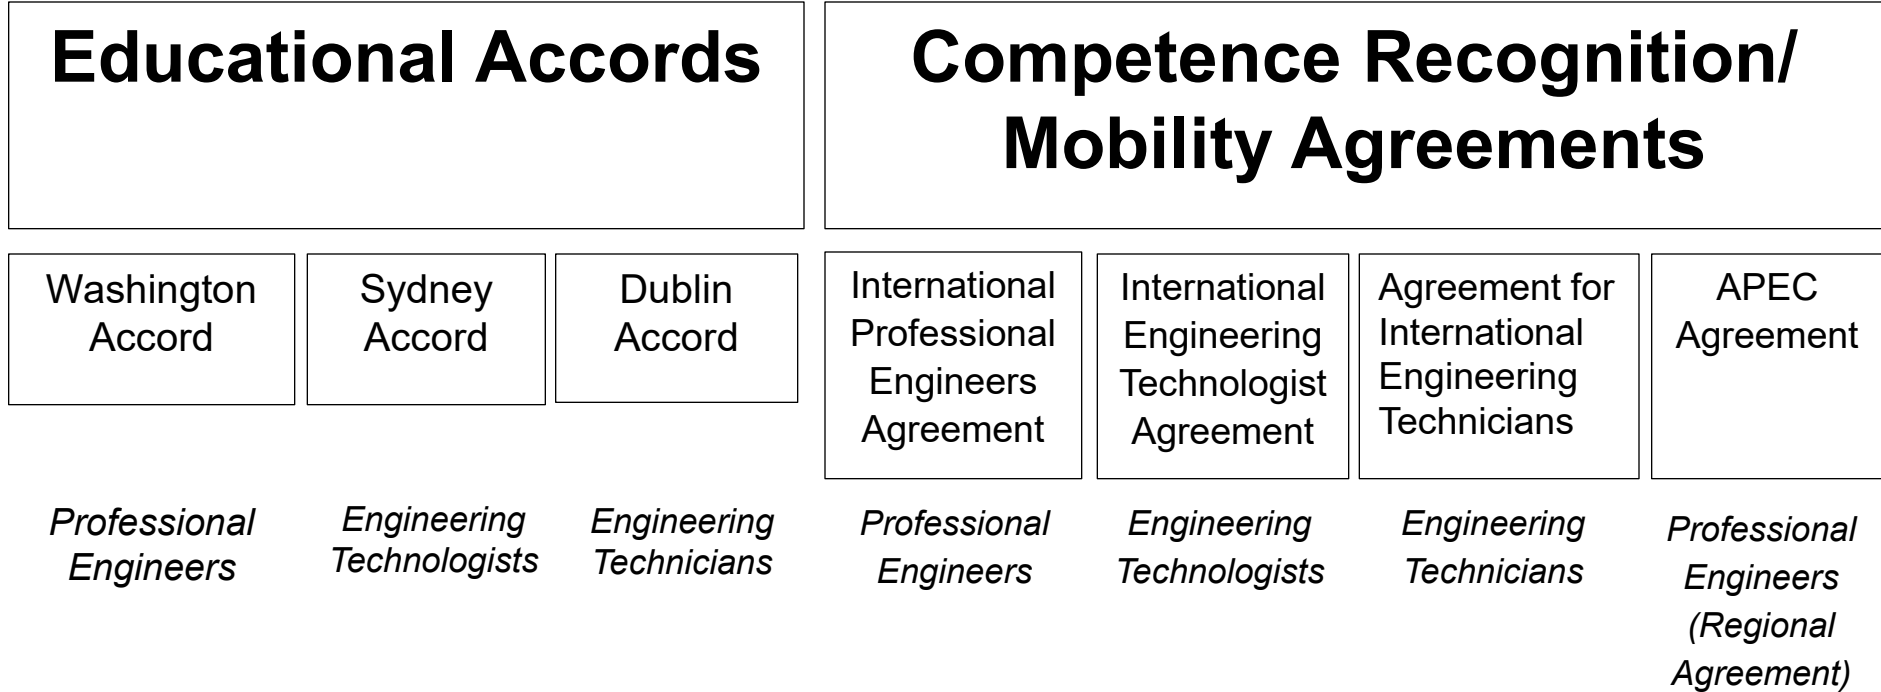 Educational Accords
Competence Recognition/
Mobility Agreements
Washington
Accord
Sydney
Accord
Dublin
Accord
International
Professional
Engineers
Agreement
International
Engineering
Technologist
Agreement
Agreement for
International
Engineering
Technicians
APEC
Agreement
Professional
Engineers
Engineering
Technologists
Engineering
Technicians
Professional
Engineers
Engineering
Technologists
Engineering
Technicians
Professional
Engineers
(Regional
Agreement)